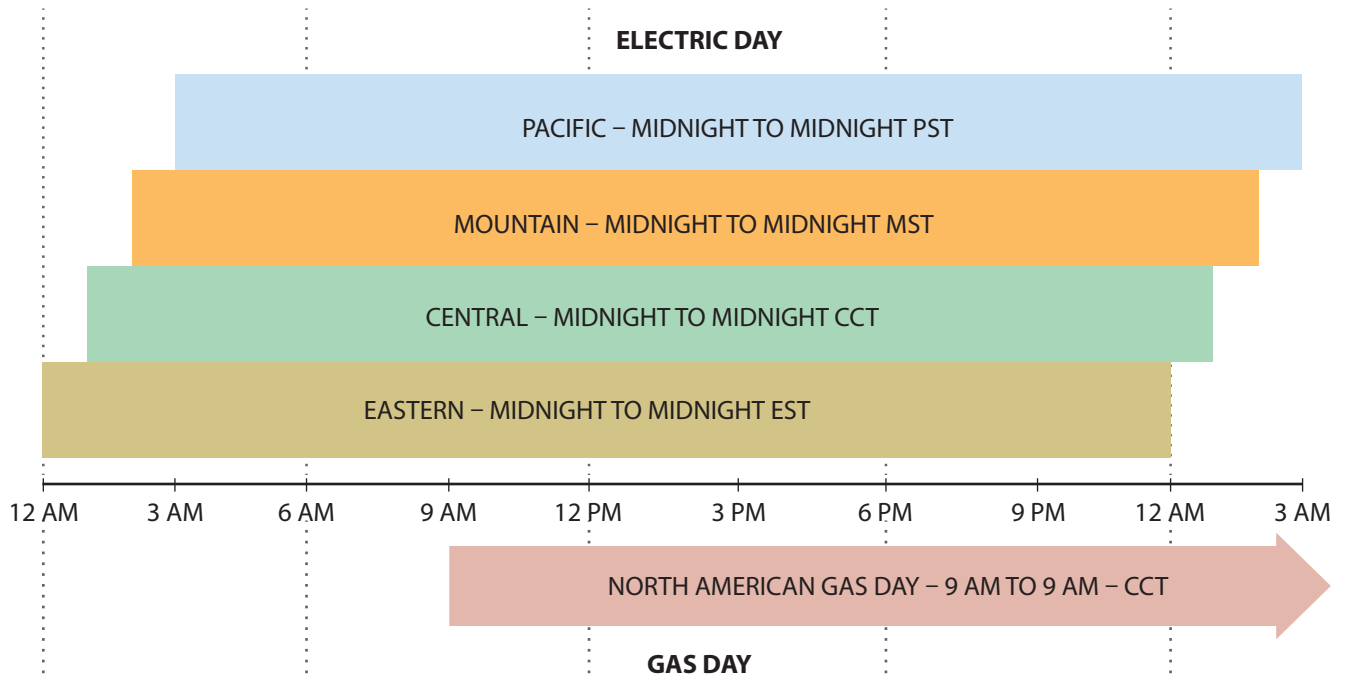 ELECTRIC DAY
PACIFIC – MIDNIGHT TO MIDNIGHT PST
MOUNTAIN – MIDNIGHT TO MIDNIGHT MST
CENTRAL – MIDNIGHT TO MIDNIGHT CCT
EASTERN – MIDNIGHT TO MIDNIGHT EST
12 AM 3 AM 6 AM 9 AM 12 PM 3 PM 6 PM 9 PM 12 AM 3 AM
NORTH AMERICAN GAS DAY – 9 AM TO 9 AM – CCT
GAS DAY